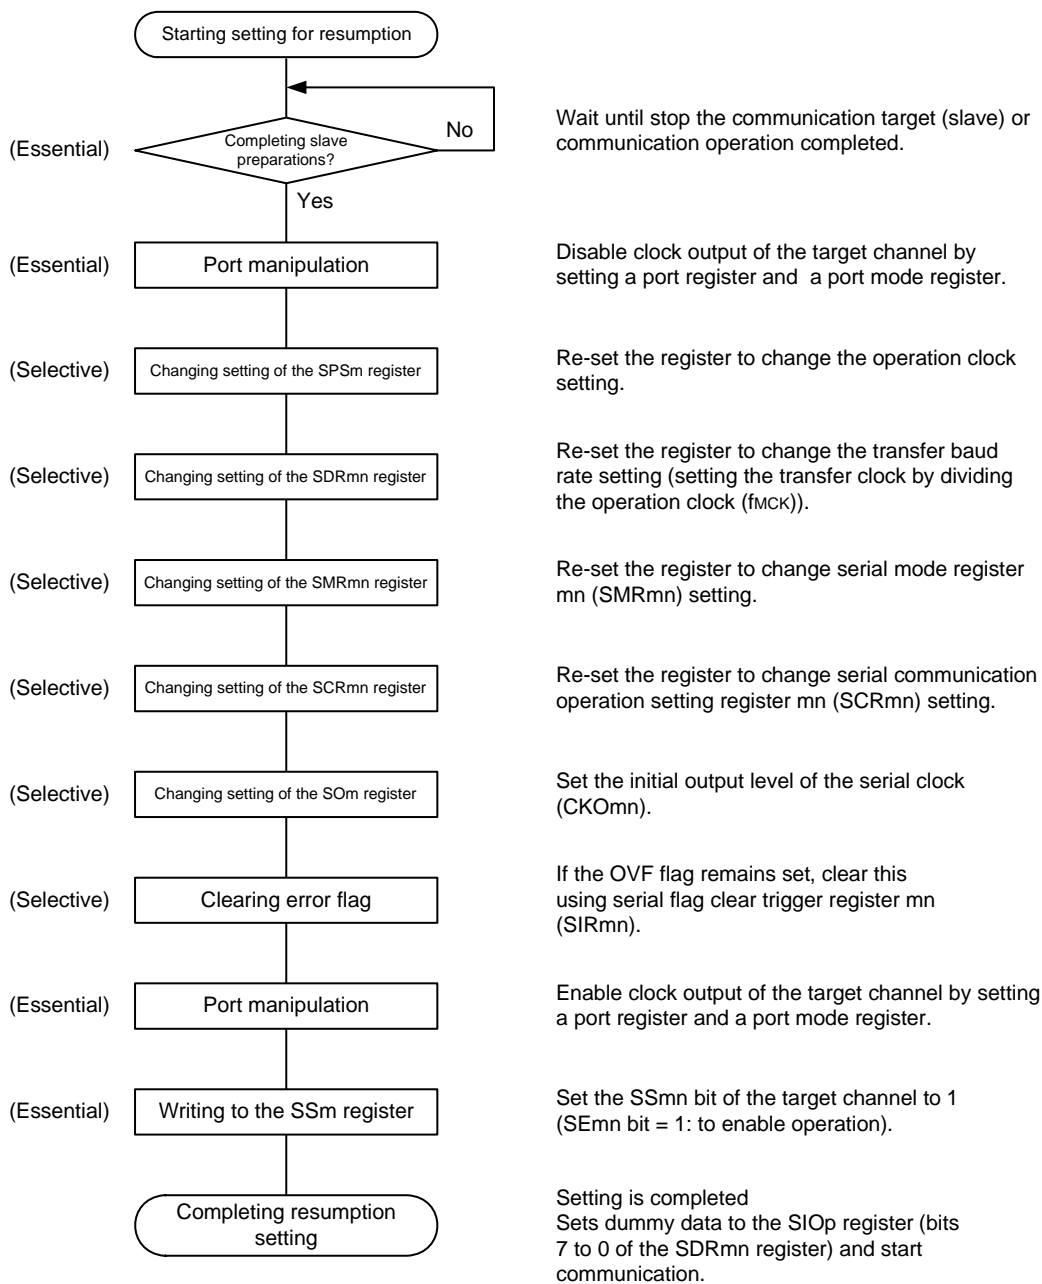 Starting setting for resumption
(Essential)
Completing slave
preparations?
No
Yes
Wait until stop the communication target (slave) or
communication operation completed.
(Essential)
Port manipulation
Disable clock output of the target channel by
setting a port register and  a port mode register.
(Selective)
Changing setting of the SPSm register
Re-set the register to change the operation clock
setting.
(Selective)
Changing setting of the SDRmn register
Re-set the register to change the transfer baud
rate setting (setting the transfer clock by dividing
the operation clock (fMCK)).
(Selective)
Changing setting of the SMRmn register
Re-set the register to change serial mode register
mn (SMRmn) setting.
(Selective)
Changing setting of the SCRmn register
Re-set the register to change serial communication
operation setting register mn (SCRmn) setting.
(Selective)
Changing setting of the SOm register
Set the initial output level of the serial clock
(CKOmn).
(Selective)
Clearing error flag
If the OVF flag remains set, clear this
using serial flag clear trigger register mn
(SIRmn).
(Essential)
Port manipulation
Enable clock output of the target channel by setting
a port register and a port mode register.
(Essential)
Writing to the SSm register
Set the SSmn bit of the target channel to 1
(SEmn bit = 1: to enable operation).
Completing resumption
setting
Setting is completed
Sets dummy data to the SIOp register (bits
7 to 0 of the SDRmn register) and start
communication.